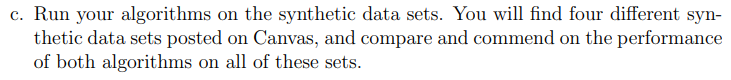 c. Run your algorithms on the synthetic data sets. You will find four different syn-
thetic data sets posted on Canvas, and compare and commend on the performance
of both algorithms on all of these sets.